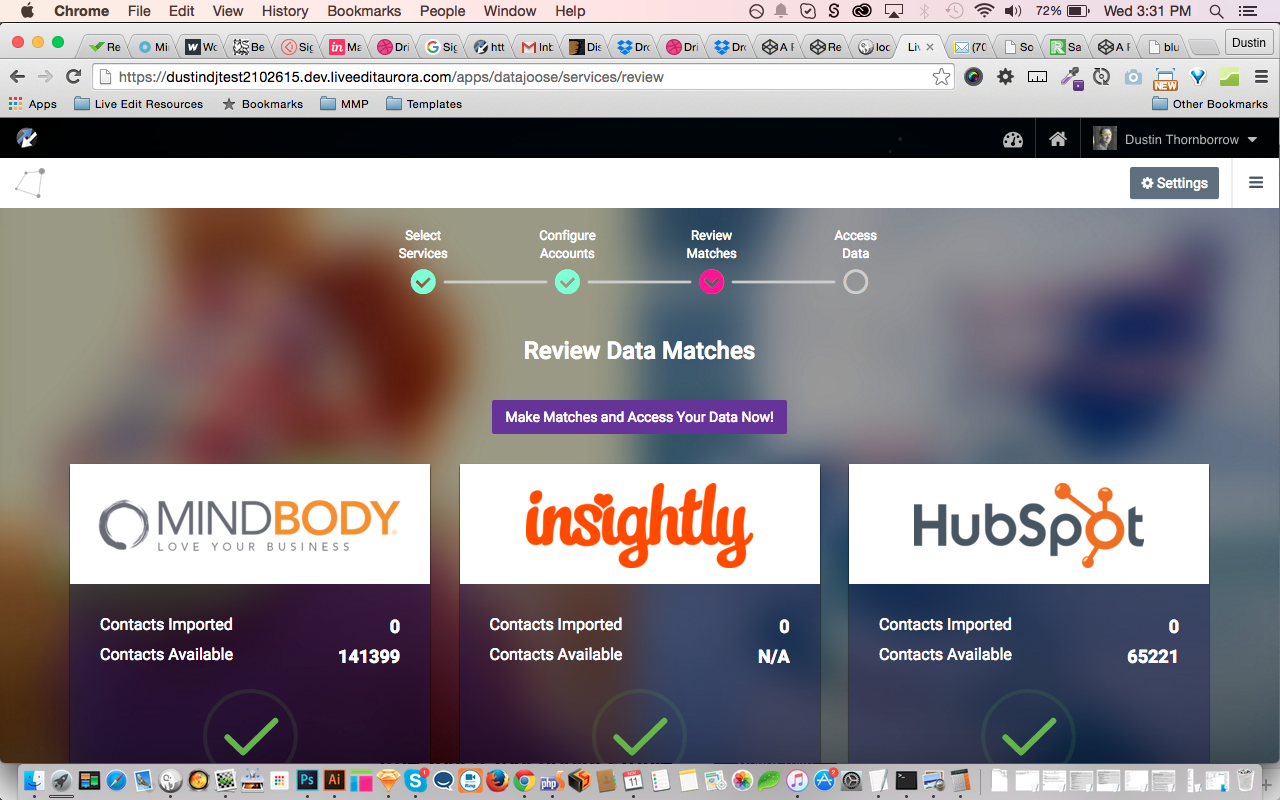 Chrome File Edit View History Bookmarks People Window Help 72% Wed 3:31 PM
Re Mi Wo Be Sig Ma Dri Sig htt Inb Dis Dro Dri Dro A F Re loc Liv (70 So Sa A F blu Dustin
https://dustindjtest2102615.dev.liveeditaurora.com/apps/datajoose/services/review
NEW
Apps Live Edit Resources Bookmarks MMP Templates Other Bookmarks
Dustin Thornborrow
Settings
Select Services
Configure Accounts
Review Matches
Access Data
Review Data Matches
Make Matches and Access Your Data Now!
MINDBODY
LOVE YOUR BUSINESS
Contacts Imported 0
Contacts Available 141399
insightly
Contacts Imported 0
Contacts Available N/A
HubSpot
Contacts Imported 0
Contacts Available 65221